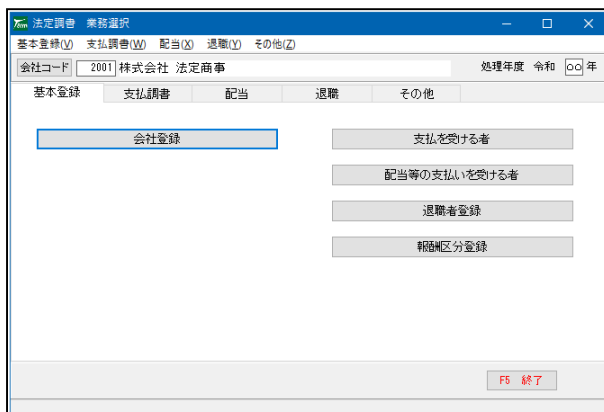 Tein 法定調書 業務選択
基本登録(V) 支払調書(W) 配当(X) 退職(Y) その他(Z)
会社コード 2001 株式会社 法定商事 処理年度 令和 ○○ 年
基本登録 支払調書 配当 退職 その他
会社登録 支払を受ける者
配当等の支払いを受ける者
退職者登録
報酬区分登録
F5 終了